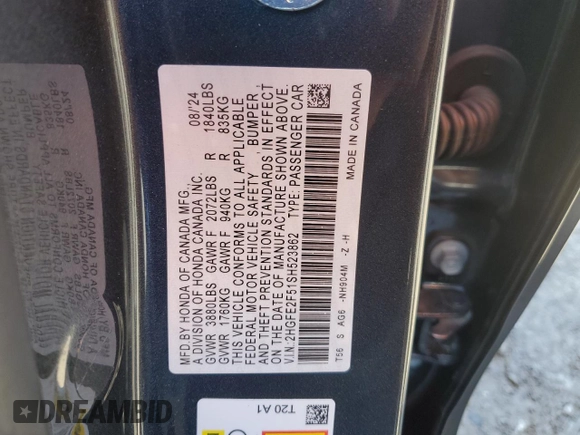 MFD BY HONDA OF CANADA MFG. 08/'24
A DIVISION OF HONDA CANADA INC.
GVWR 3880LBS GAWR F 2072LBS R 1840LBS
GVWR 1760KG GAWR F 940KG R 835KG
THIS VEHICLE CONFORMS TO ALL APPLICABLE
FEDERAL MOTOR VEHICLE SAFETY , BUMPER ,
AND THEFT PREVENTION STANDARDS IN EFFECT
ON THE DATE OF MANUFACTURE SHOWN ABOVE.
V.I.N.:2HGFE2F51SH523862 TYPE: PASSENGER CAR
T56 S AG6 -NH904M -Z -H MADE IN CANADA
T20 A1
DREAMBID